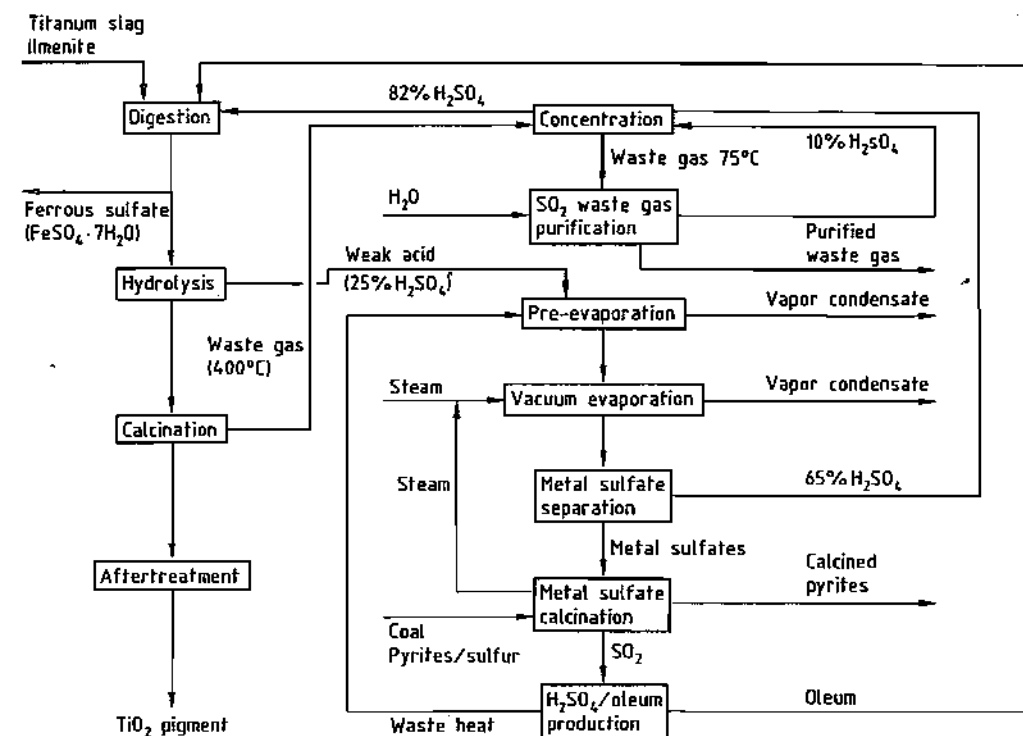 Titanum slag
ilmenite
82% H₂SO₄
Digestion
Concentration
10% H₂SO₄
Waste gas 75°C
H₂O
SO₂ waste gas
purification
Ferrous sulfate
(FeSO₄·7H₂O)
Purified
waste gas
Weak acid
(25% H₂SO₄)
Hydrolysis
Vapor condensate
Pre-evaporation
Waste gas
(400°C)
Steam
Vapor condensate
Vacuum evaporation
Calcination
Steam
Metal sulfate
separation
65% H₂SO₄
Metal sulfates
Aftertreatment
Calcined
pyrites
Metal sulfate
calcination
Coal
Pyrites/sulfur
SO₂
H₂SO₄/oleum
production
Oleum
Waste heat
TiO₂ pigment